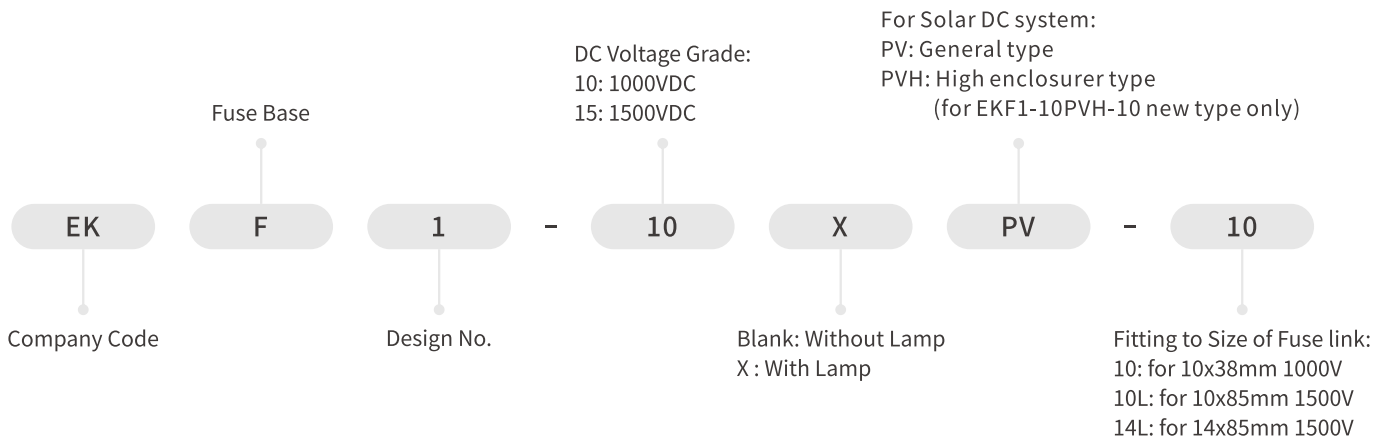 For Solar DC system:
PV: General type
PVH: High enclosurer type
(for EKF1-10PVH-10 new type only)
DC Voltage Grade:
10: 1000VDC
15: 1500VDC
Fuse Base
EK F 1 - 10 X PV - 10
Company Code
Design No.
Blank: Without Lamp
X : With Lamp
Fitting to Size of Fuse link:
10: for 10x38mm 1000V
10L: for 10x85mm 1500V
14L: for 14x85mm 1500V